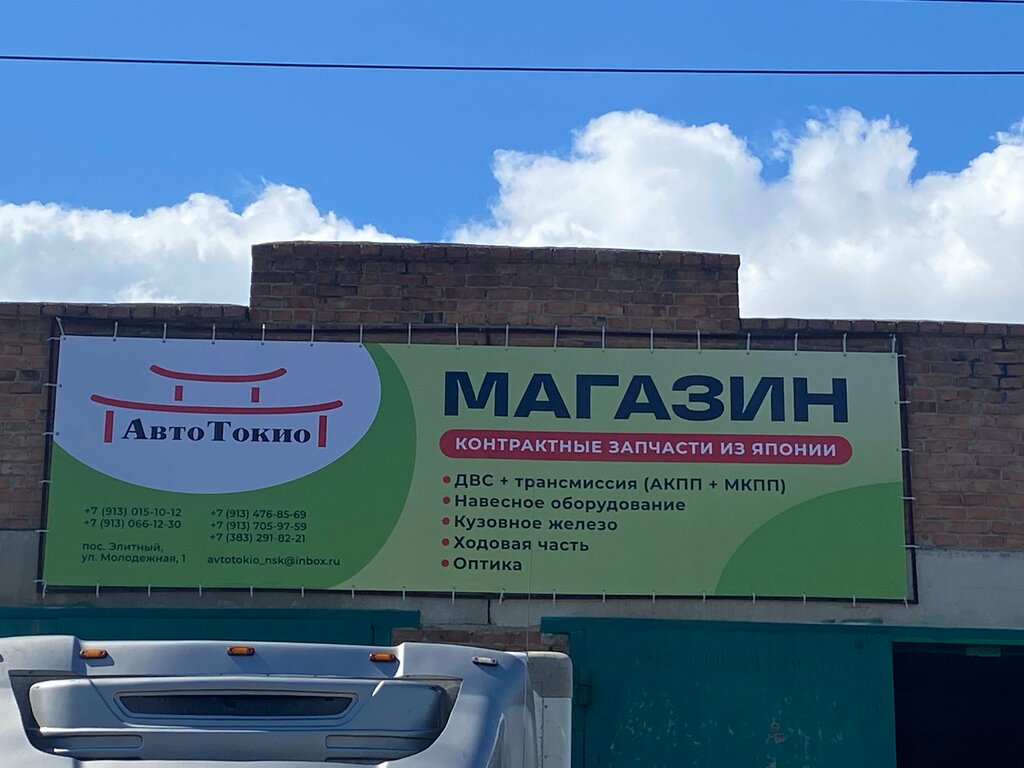 АвтоТокио
+7 (913) 015-10-12
+7 (913) 066-12-30
пос. Элитный,
ул. Молодежная, 1
+7 (913) 476-85-69
+7 (913) 705-97-59
+7 (383) 291-82-21
avtotokio_nsk@inbox.ru
МАГАЗИН
КОНТРАКТНЫЕ ЗАПЧАСТИ ИЗ ЯПОНИИ
• ДВС + трансмиссия (АКПП + МКПП)
• Навесное оборудование
• Кузовное железо
• Ходовая часть
• Оптика